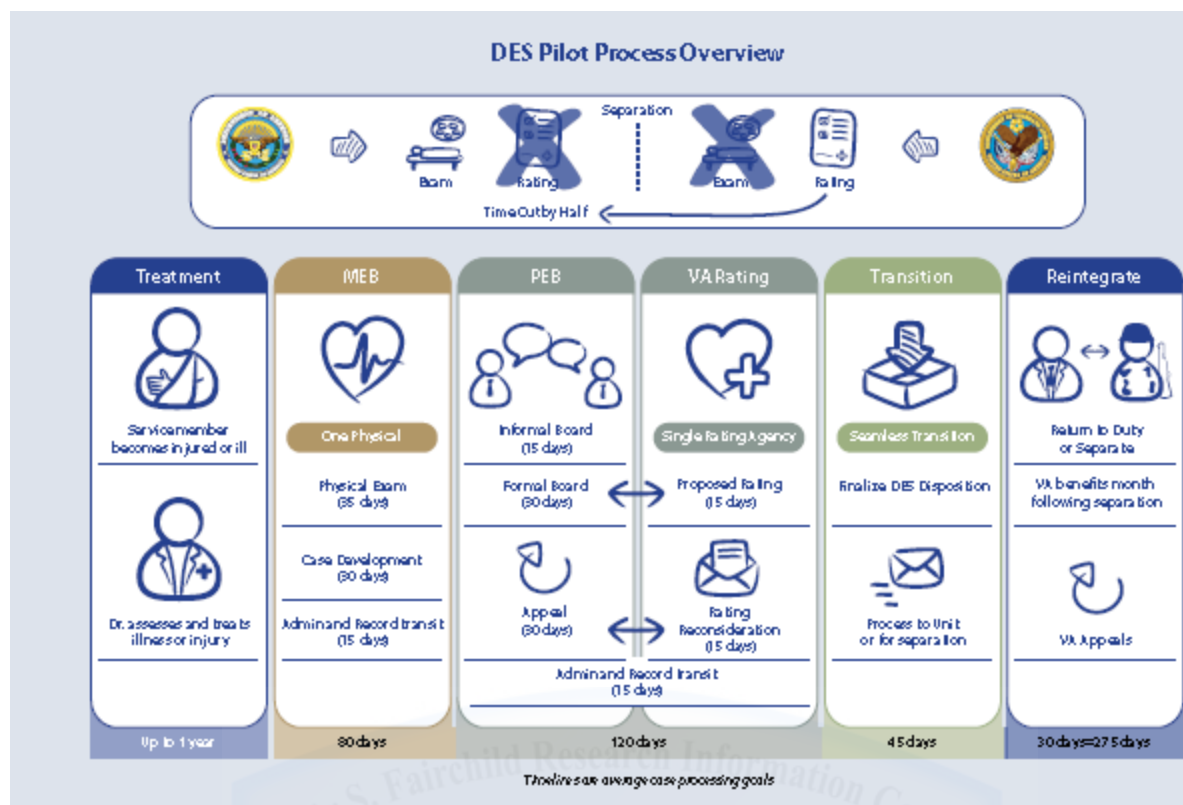 DES Pilot Process Overview
Separation
Exam
Rating
Exam
Rating
Time Cut by Half
Treatment
Servicemember
becomes injured or ill
Dr. assesses and treats
illness or injury
Up to 1 year
MEB
One Physical
Physical Exam
(35 days)
Case Development
(30 days)
Admin and Record transit
(15 days)
80 days
PEB
VA Rating
Informal Board
(15 days)
Single Rating Agency
Formal Board
(30 days)
Proposed Rating
(15 days)
Appeal
(30 days)
Rating
Reconsideration
(15 days)
Admin and Record transit
(15 days)
120 days
Transition
Seamless Transition
Finalize DES Disposition
Process to Unit
or for separation
45 days
Reintegrate
Return to Duty
or Separate
VA benefits month
following separation
VA Appeals
30 days=275 days
Timelines are average case processing goals
S. Fairchild Research Information